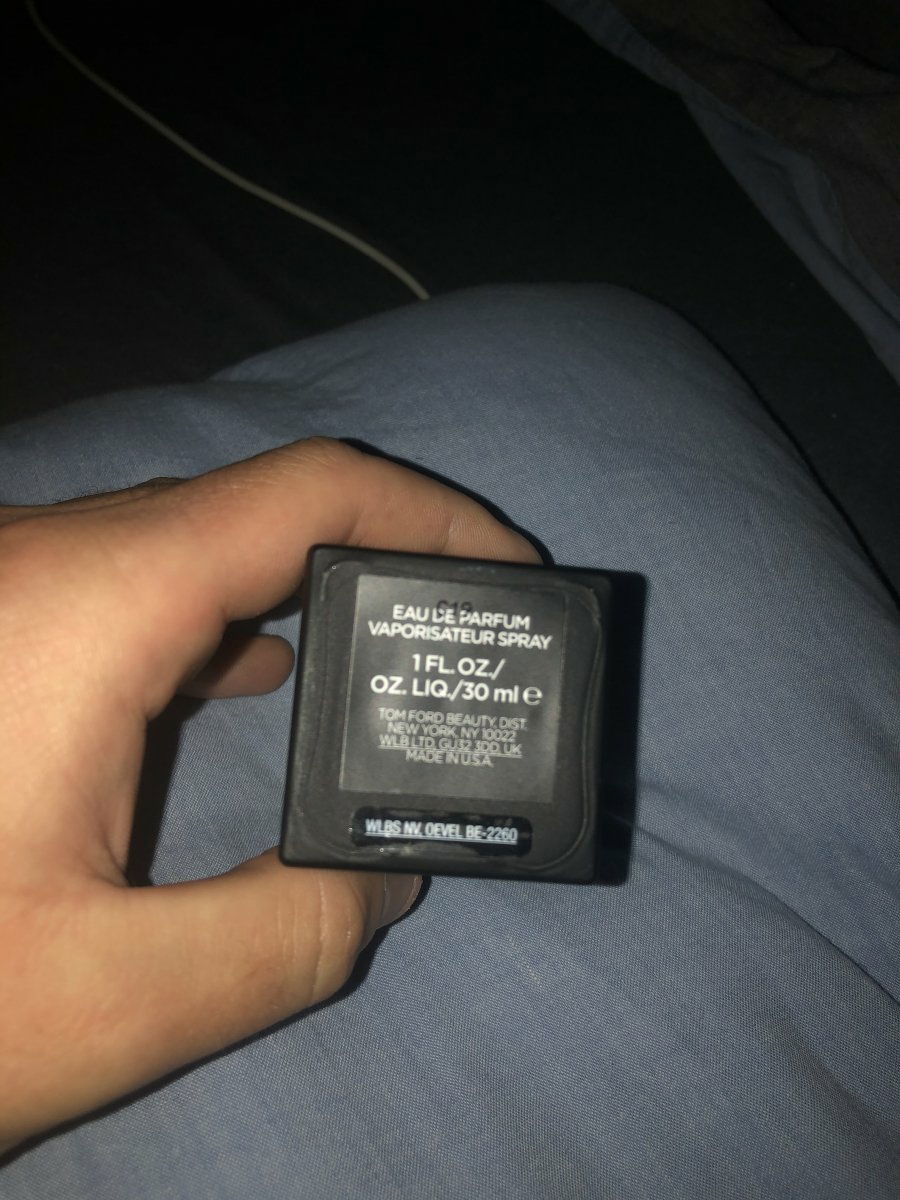 EAU DE PARFUM
VAPORISATEUR SPRAY
1 FL. OZ./
OZ. LIQ./30 ml ℮
TOM FORD BEAUTY, DIST.
NEW YORK, NY 10022
WLB LTD, GU32 3DD, UK
MADE IN U.S.A.
WLBS NV. OEVEL BE-2260